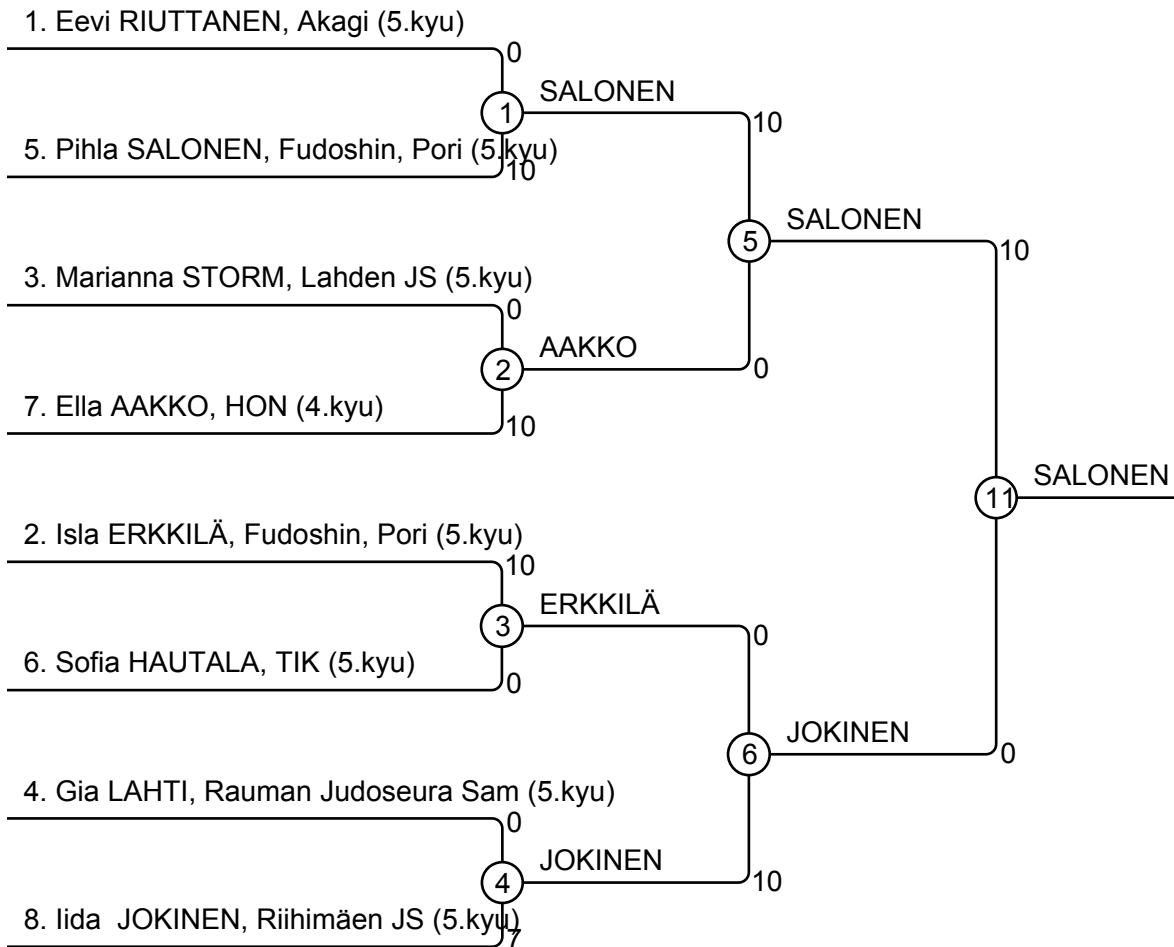 1. Eevi RIUTTANEN, Akagi (5.kyu)
0
1 SALONEN
10
5. Pihla SALONEN, Fudoshin, Pori (5.kyu)
10
5 SALONEN
10
3. Marianna STORM, Lahden JS (5.kyu)
0
2 AAKKO
0
7. Ella AAKKO, HON (4.kyu)
10
11 SALONEN
2. Isla ERKKILÄ, Fudoshin, Pori (5.kyu)
10
3 ERKKILÄ
0
6. Sofia HAUTALA, TIK (5.kyu)
0
6 JOKINEN
0
4. Gia LAHTI, Rauman Judoseura Sam (5.kyu)
0
4 JOKINEN
10
8. Iida  JOKINEN, Riihimäen JS (5.kyu)
7